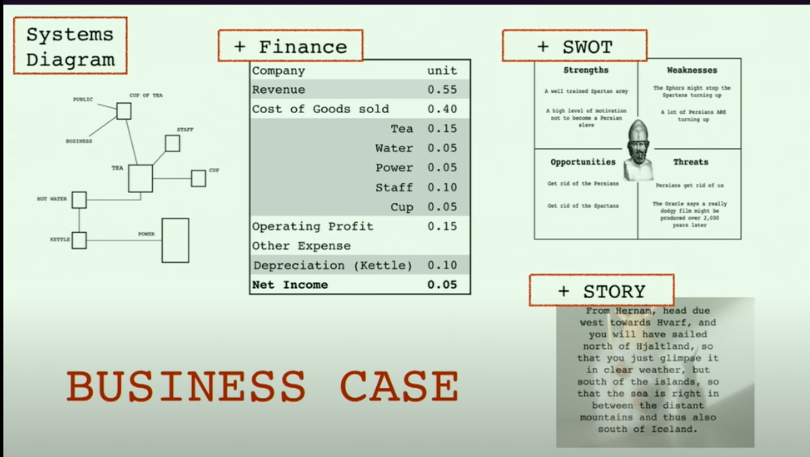 Systems
Diagram
PUBLIC
CUP OF TEA
BUSINESS
STAFF
TEA
CUP
HOT WATER
KETTLE
POWER
+ Finance
Company unit
Revenue 0.55
Cost of Goods sold 0.40
Tea 0.15
Water 0.05
Power 0.05
Staff 0.10
Cup 0.05
Operating Profit 0.15
Other Expense
Depreciation (Kettle) 0.10
Net Income 0.05
+ SWOT
Strengths
A well trained Spartan army
A high level of motivation
not to become a Persian
slave
Weaknesses
The Ephors might stop the
Spartans turning up
A lot of Persians ARE
turning up
Opportunities
Get rid of the Persians
Get rid of the Spartans
Threats
Persians get rid of us
The Oracle says a really
dodgy film might be
produced over 2,000
years later
+ STORY
From Hernam, head due
west towards Hvarf, and
you will have sailed
north of Hjaltland, so
that you just glimpse it
in clear weather, but
south of the islands, so
that the sea is right in
between the distant
mountains and thus also
south of Iceland.
BUSINESS CASE